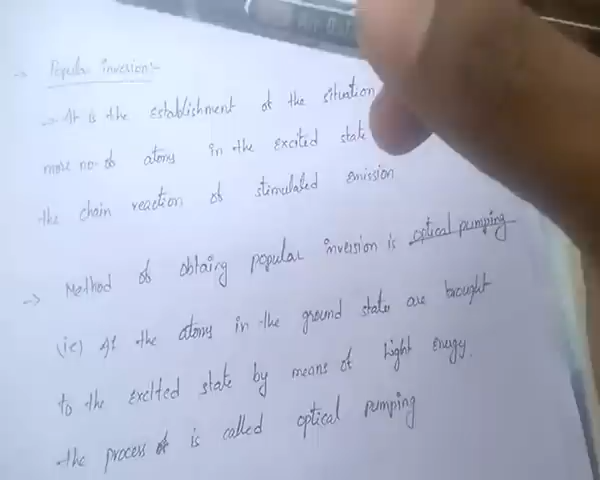 → Popular inversion:-
→ It is the establishment of the situation
more no. of atoms in the excited state
the chain reaction of stimulated emission
→ Method of obtaing popular inversion is optical pumping
(ie) If the atoms in the ground state are brought
to the excited state by means of light energy.
the process is called optical pumping